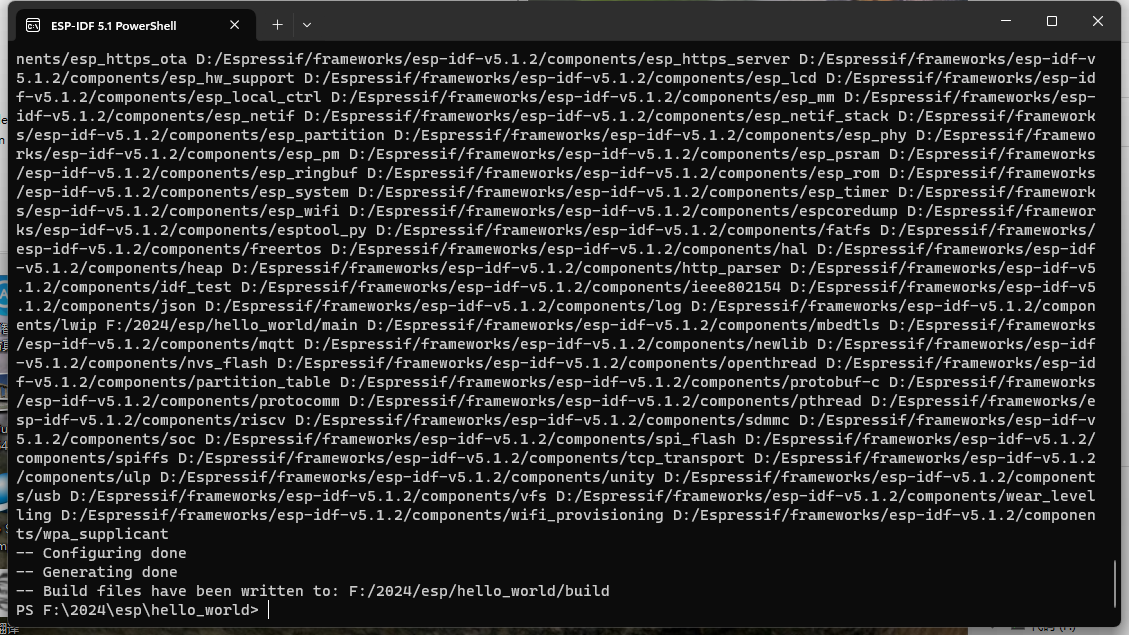 ESP-IDF 5.1 PowerShell
nents/esp_https_ota D:/Espressif/frameworks/esp-idf-v5.1.2/components/esp_https_server D:/Espressif/frameworks/esp-idf-v
5.1.2/components/esp_hw_support D:/Espressif/frameworks/esp-idf-v5.1.2/components/esp_lcd D:/Espressif/frameworks/esp-id
f-v5.1.2/components/esp_local_ctrl D:/Espressif/frameworks/esp-idf-v5.1.2/components/esp_mm D:/Espressif/frameworks/esp-
idf-v5.1.2/components/esp_netif D:/Espressif/frameworks/esp-idf-v5.1.2/components/esp_netif_stack D:/Espressif/framework
s/esp-idf-v5.1.2/components/esp_partition D:/Espressif/frameworks/esp-idf-v5.1.2/components/esp_phy D:/Espressif/framewo
rks/esp-idf-v5.1.2/components/esp_pm D:/Espressif/frameworks/esp-idf-v5.1.2/components/esp_psram D:/Espressif/frameworks
/esp-idf-v5.1.2/components/esp_ringbuf D:/Espressif/frameworks/esp-idf-v5.1.2/components/esp_rom D:/Espressif/frameworks
/esp-idf-v5.1.2/components/esp_system D:/Espressif/frameworks/esp-idf-v5.1.2/components/esp_timer D:/Espressif/framework
s/esp-idf-v5.1.2/components/esp_wifi D:/Espressif/frameworks/esp-idf-v5.1.2/components/espcoredump D:/Espressif/framewor
ks/esp-idf-v5.1.2/components/esptool_py D:/Espressif/frameworks/esp-idf-v5.1.2/components/fatfs D:/Espressif/frameworks/
esp-idf-v5.1.2/components/freertos D:/Espressif/frameworks/esp-idf-v5.1.2/components/hal D:/Espressif/frameworks/esp-idf
-v5.1.2/components/heap D:/Espressif/frameworks/esp-idf-v5.1.2/components/http_parser D:/Espressif/frameworks/esp-idf-v5
.1.2/components/idf_test D:/Espressif/frameworks/esp-idf-v5.1.2/components/ieee802154 D:/Espressif/frameworks/esp-idf-v5
.1.2/components/json D:/Espressif/frameworks/esp-idf-v5.1.2/components/log D:/Espressif/frameworks/esp-idf-v5.1.2/compon
ents/lwip F:/2024/esp/hello_world/main D:/Espressif/frameworks/esp-idf-v5.1.2/components/mbedtls D:/Espressif/frameworks
/esp-idf-v5.1.2/components/mqtt D:/Espressif/frameworks/esp-idf-v5.1.2/components/newlib D:/Espressif/frameworks/esp-idf
-v5.1.2/components/nvs_flash D:/Espressif/frameworks/esp-idf-v5.1.2/components/openthread D:/Espressif/frameworks/esp-id
f-v5.1.2/components/partition_table D:/Espressif/frameworks/esp-idf-v5.1.2/components/protobuf-c D:/Espressif/frameworks
/esp-idf-v5.1.2/components/protocomm D:/Espressif/frameworks/esp-idf-v5.1.2/components/pthread D:/Espressif/frameworks/e
sp-idf-v5.1.2/components/riscv D:/Espressif/frameworks/esp-idf-v5.1.2/components/sdmmc D:/Espressif/frameworks/esp-idf-v
5.1.2/components/soc D:/Espressif/frameworks/esp-idf-v5.1.2/components/spi_flash D:/Espressif/frameworks/esp-idf-v5.1.2/
components/spiffs D:/Espressif/frameworks/esp-idf-v5.1.2/components/tcp_transport D:/Espressif/frameworks/esp-idf-v5.1.2
/components/ulp D:/Espressif/frameworks/esp-idf-v5.1.2/components/unity D:/Espressif/frameworks/esp-idf-v5.1.2/component
s/usb D:/Espressif/frameworks/esp-idf-v5.1.2/components/vfs D:/Espressif/frameworks/esp-idf-v5.1.2/components/wear_level
ling D:/Espressif/frameworks/esp-idf-v5.1.2/components/wifi_provisioning D:/Espressif/frameworks/esp-idf-v5.1.2/componen
ts/wpa_supplicant
-- Configuring done
-- Generating done
-- Build files have been written to: F:/2024/esp/hello_world/build
PS F:\2024\esp\hello_world>